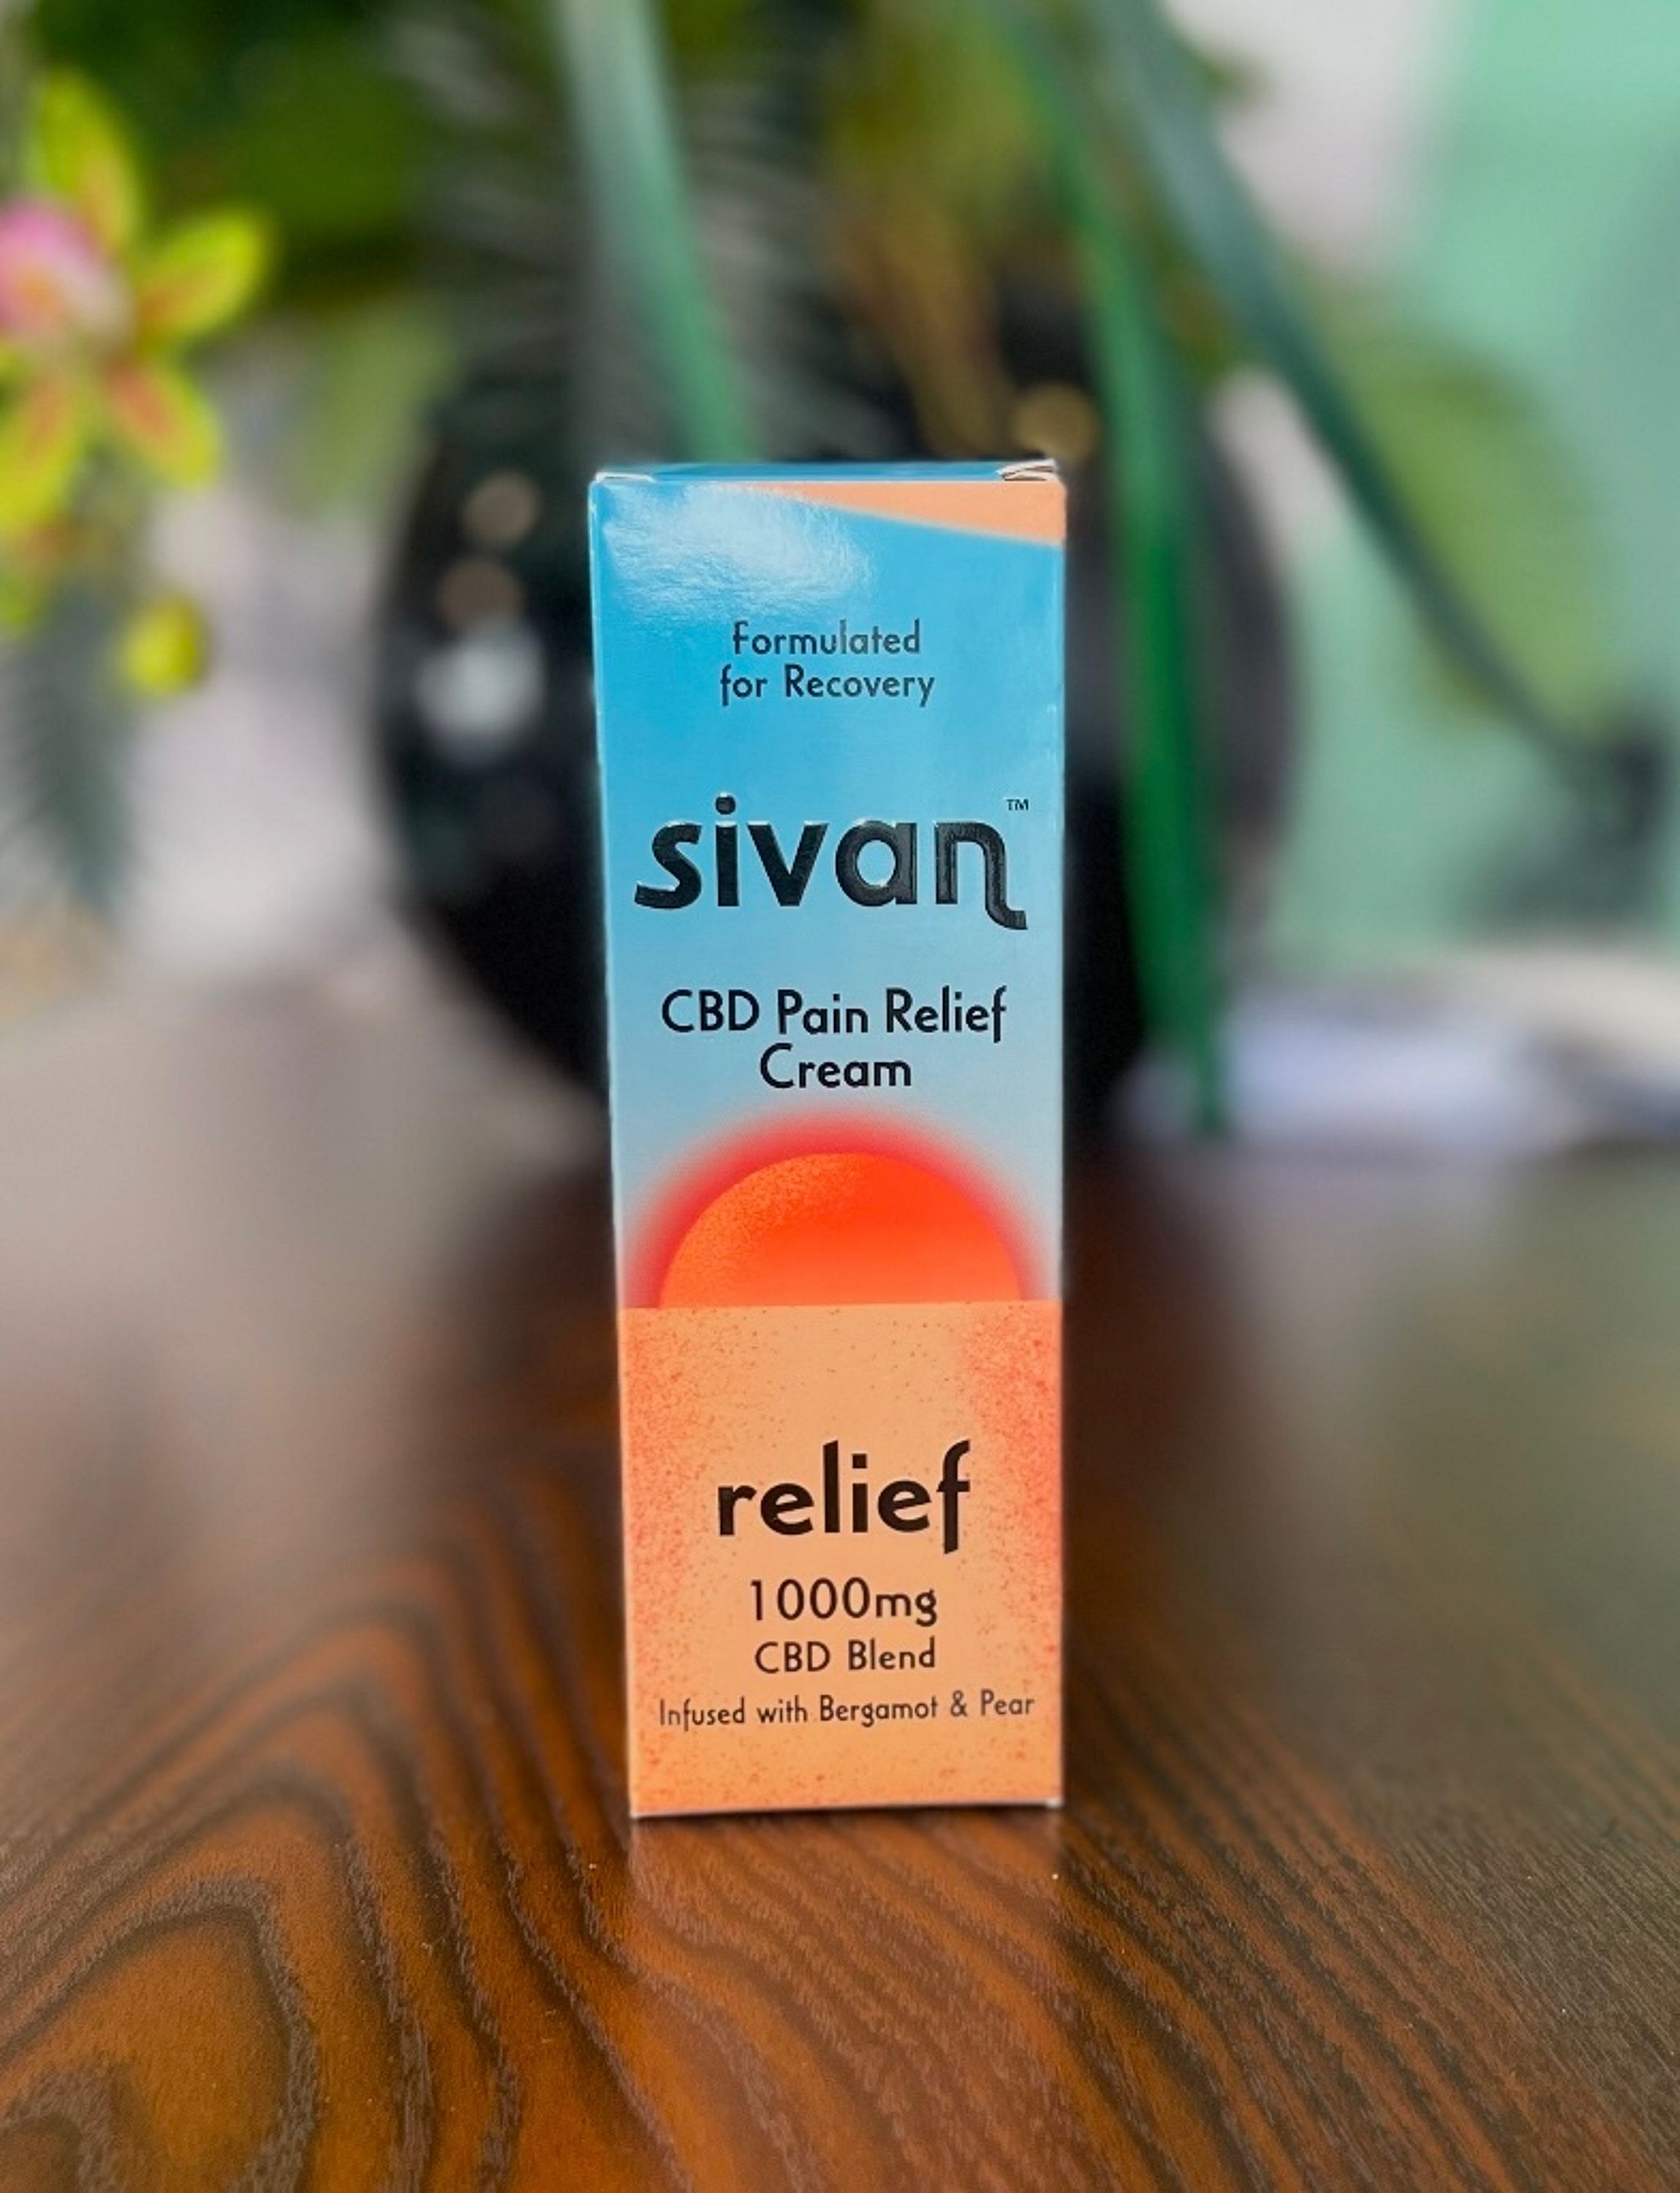 Formulated
for Recovery
sivan™
CBD Pain Relief
Cream
relief
1000mg
CBD Blend
Infused with Bergamot & Pear